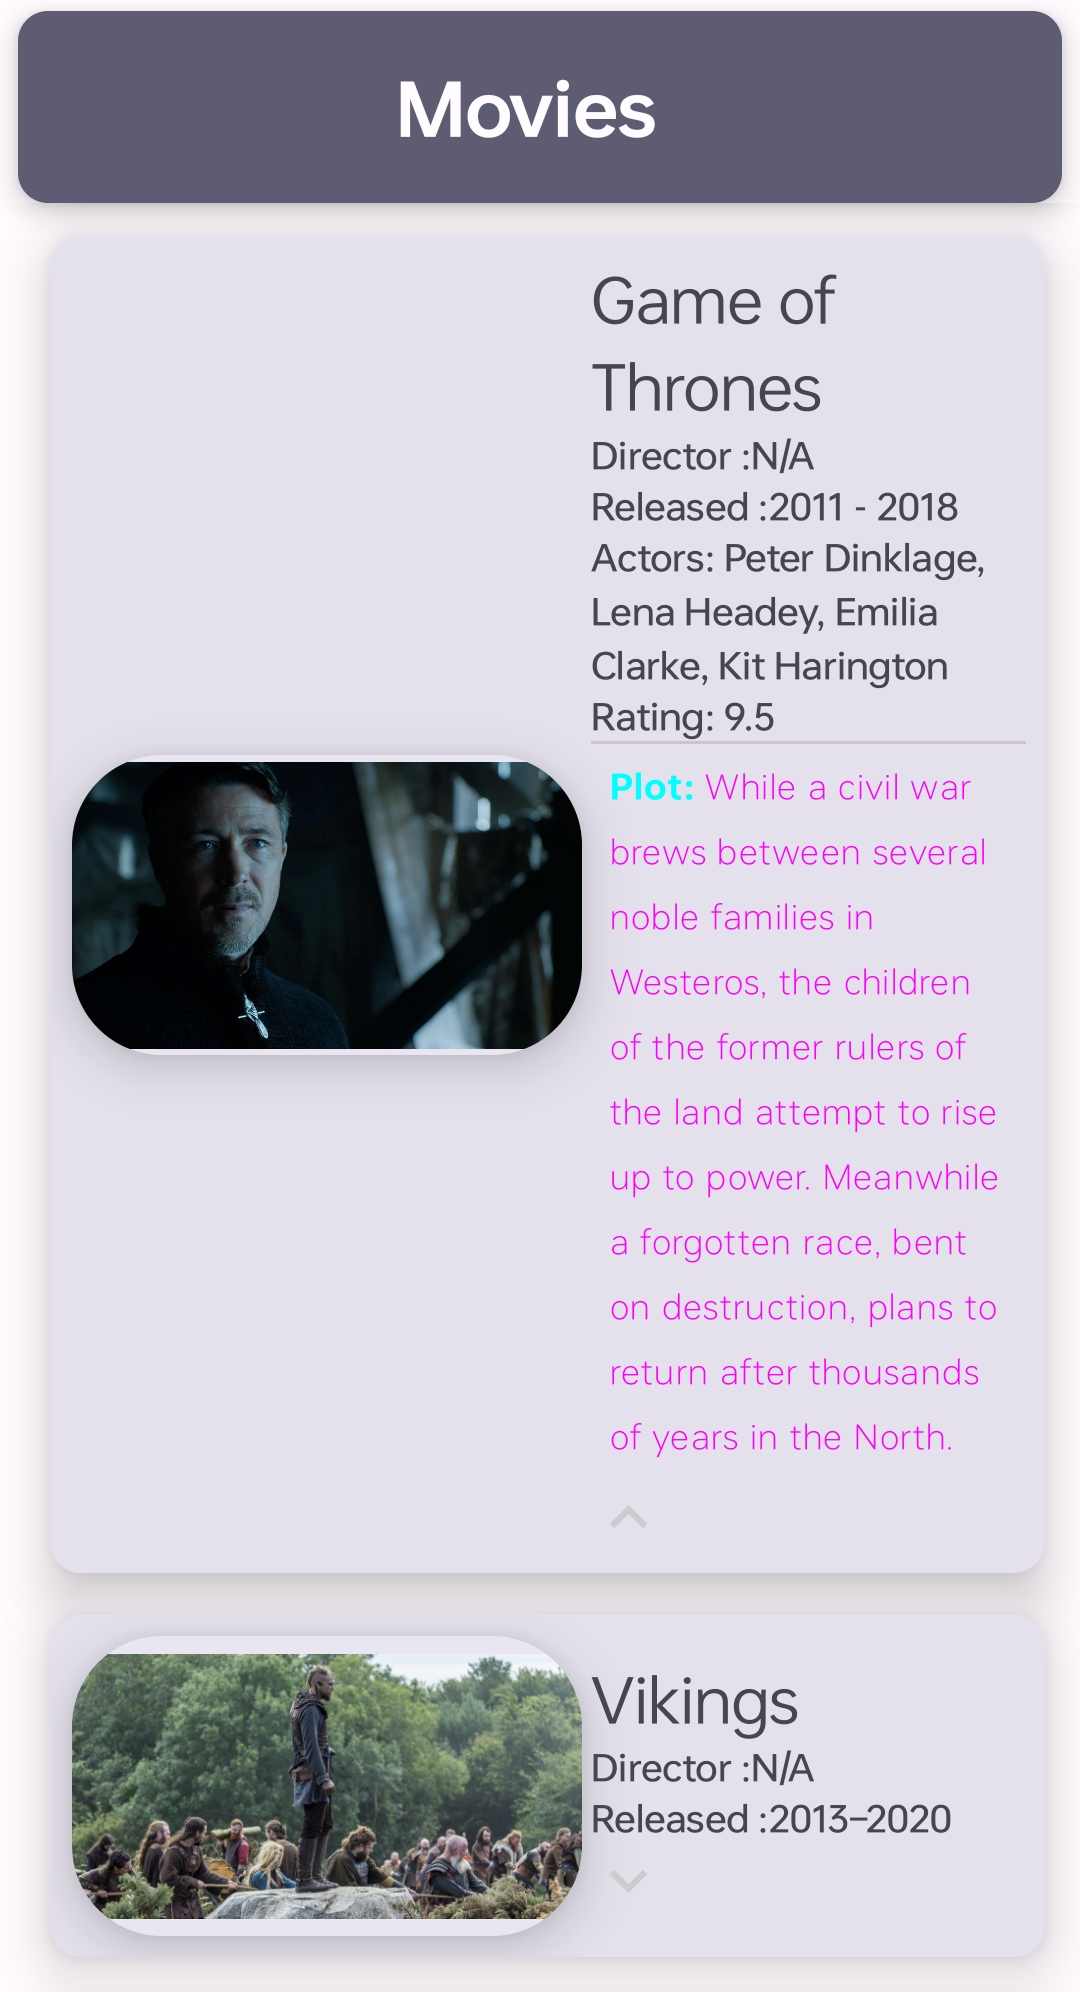 Movies
Game of
Thrones
Director :N/A
Released :2011 - 2018
Actors: Peter Dinklage,
Lena Headey, Emilia
Clarke, Kit Harington
Rating: 9.5
Plot: While a civil war
brews between several
noble families in
Westeros, the children
of the former rulers of
the land attempt to rise
up to power. Meanwhile
a forgotten race, bent
on destruction, plans to
return after thousands
of years in the North.
Vikings
Director :N/A
Released :2013–2020